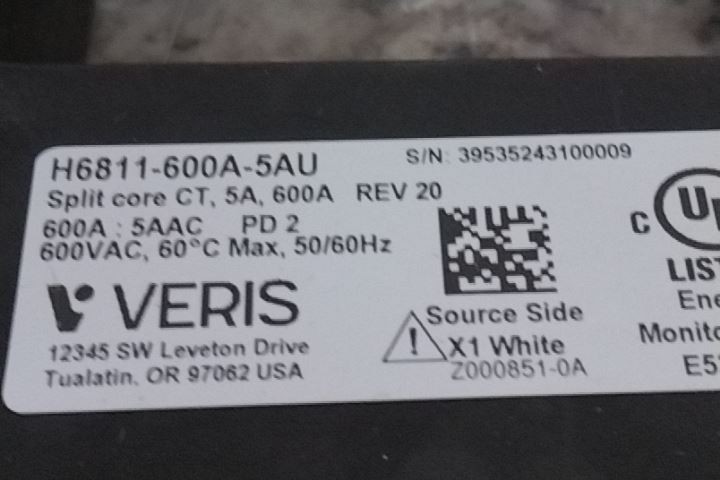 H6811-600A-5AU
S/N: 39535243100009
Split core CT, 5A, 600A REV 20
600A : 5AAC PD 2
600VAC, 60°C Max, 50/60Hz
VERIS
12345 SW Leveton Drive
Tualatin, OR 97062 USA
Source Side
X1 White
Z000851-0A
C